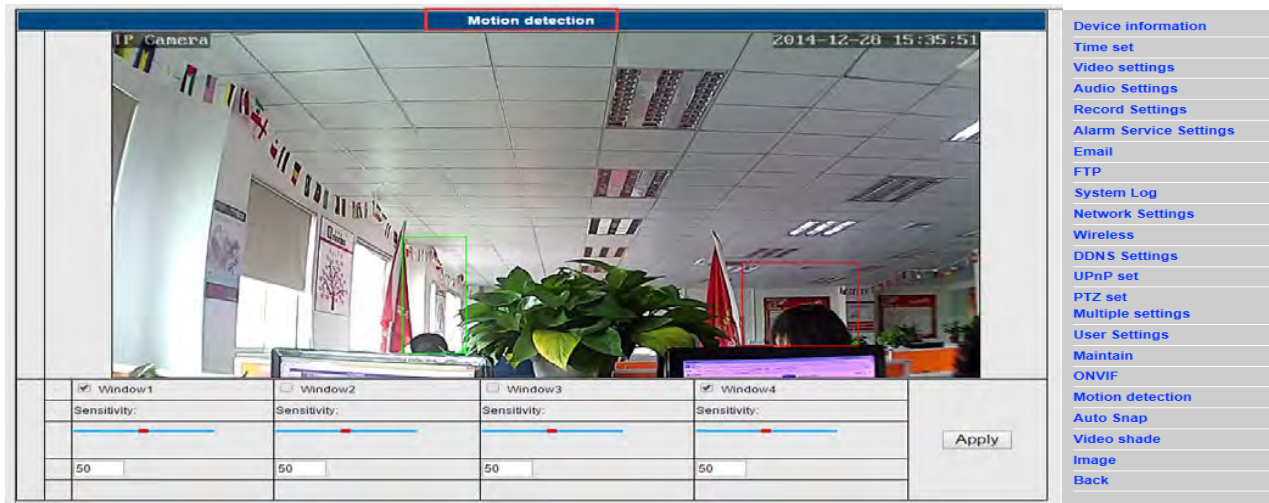 Motion detection
IP Camera
2014-12-28 15:35:51
Window1
Window2
Window3
Window4
Sensitivity:
Sensitivity:
Sensitivity:
Sensitivity:
50
50
50
50
Apply
Device information
Time set
Video settings
Audio Settings
Record Settings
Alarm Service Settings
Email
FTP
System Log
Network Settings
Wireless
DDNS Settings
UPnP set
PTZ set
Multiple settings
User Settings
Maintain
ONVIF
Motion detection
Auto Snap
Video shade
Image
Back